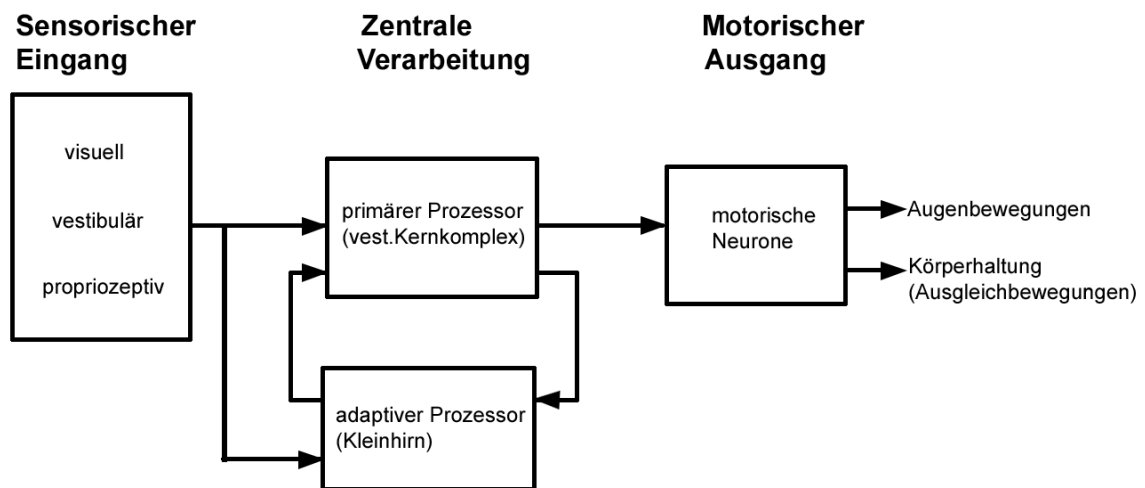 Sensorischer
Eingang
Zentrale
Verarbeitung
Motorischer
Ausgang
visuell
vestibulär
propriozeptiv
primärer Prozessor
(vest.Kernkomplex)
adaptiver Prozessor
(Kleinhirn)
motorische
Neurone
Augenbewegungen
Körperhaltung
(Ausgleichbewegungen)